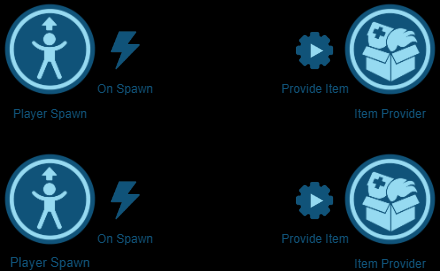 On Spawn
Provide Item
Player Spawn
Item Provider
On Spawn
Provide Item
Player Spawn
Item Provider